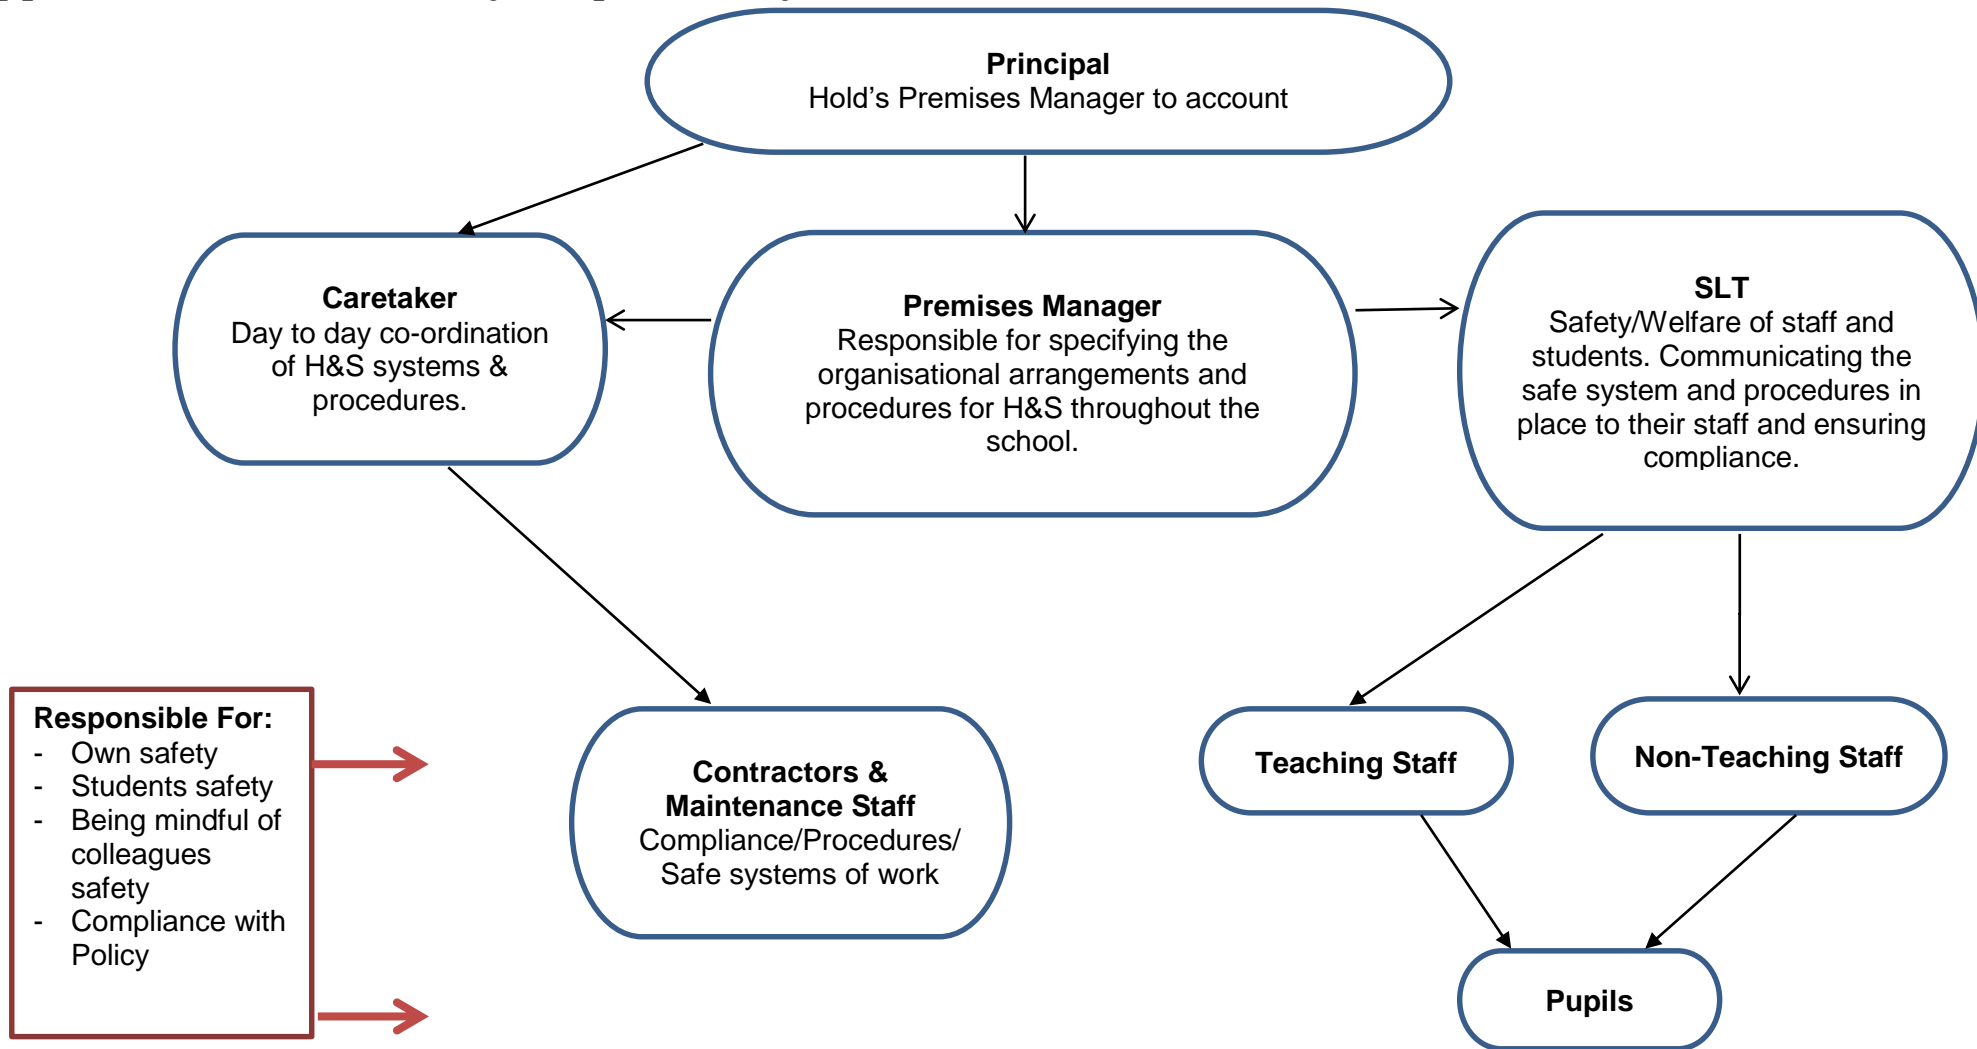 Principal
Hold's Premises Manager to account
Caretaker
Day to day co-ordination
of H&S systems &
procedures.
Premises Manager
Responsible for specifying the
organisational arrangements and
procedures for H&S throughout the
school.
SLT
Safety/Welfare of staff and
students. Communicating the
safe system and procedures in
place to their staff and ensuring
compliance.
Responsible For:
- Own safety
- Students safety
- Being mindful of
colleagues
safety
- Compliance with
Policy
Contractors &
Maintenance Staff
Compliance/Procedures/
Safe systems of work
Teaching Staff
Non-Teaching Staff
Pupils